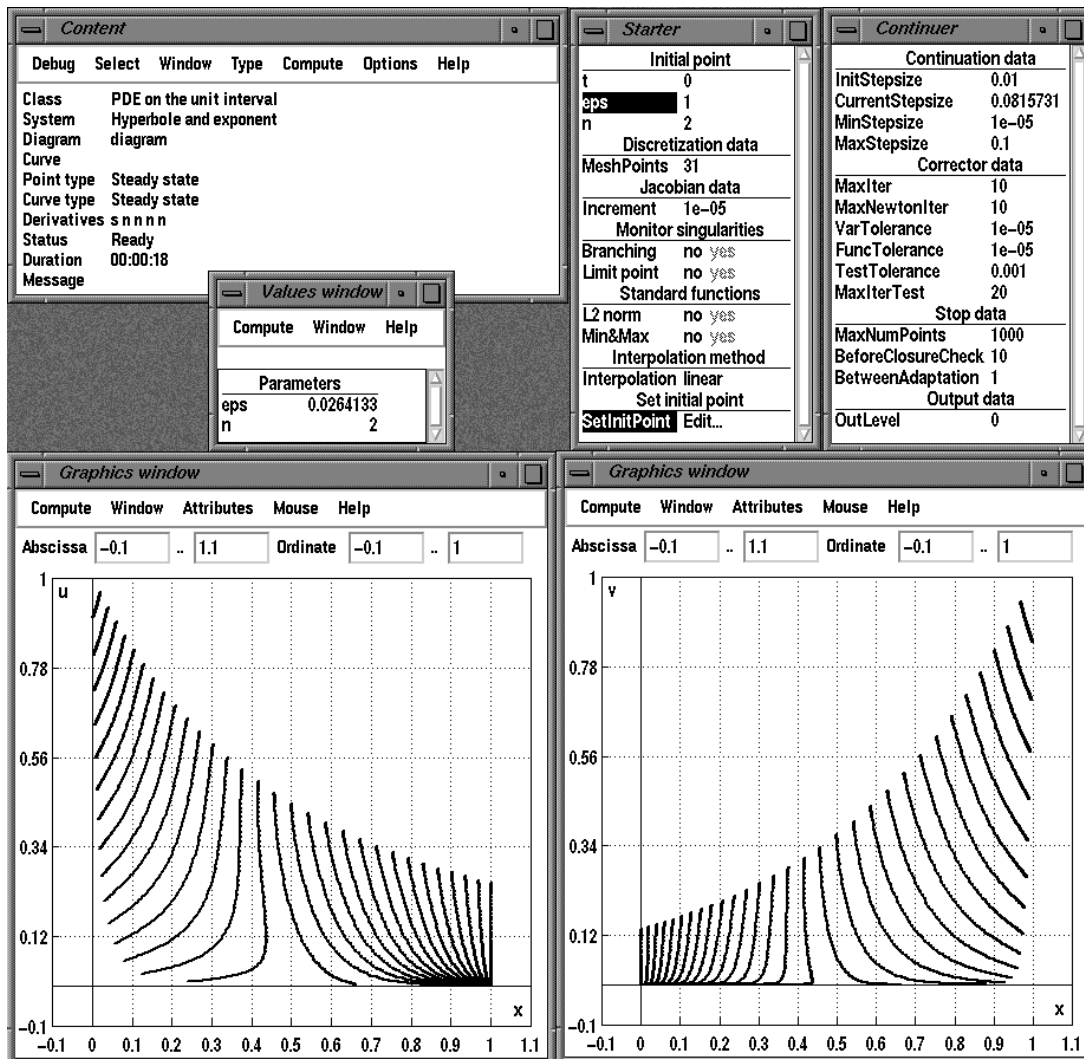 Content
Debug Select Window Type Compute Options Help
Class PDE on the unit interval
System Hyperbole and exponent
Diagram diagram
Curve
Point type Steady state
Curve type Steady state
Derivatives s n n n n
Status Ready
Duration 00:00:18
Message
Values window
Compute Window Help
Parameters
eps 0.0264133
n 2
Starter
Initial point
t 0
eps 1
n 2
Discretization data
MeshPoints 31
Jacobian data
Increment 1e-05
Monitor singularities
Branching no yes
Limit point no yes
Standard functions
L2 norm no yes
Min&Max no yes
Interpolation method
Interpolation linear
Set initial point
SetInitPoint Edit...
Continuer
Continuation data
InitStepsize 0.01
CurrentStepsize 0.0815731
MinStepsize 1e-05
MaxStepsize 0.1
Corrector data
MaxIter 10
MaxNewtonIter 10
VarTolerance 1e-05
FuncTolerance 1e-05
TestTolerance 0.001
MaxIterTest 20
Stop data
MaxNumPoints 1000
BeforeClosureCheck 10
BetweenAdaptation 1
Output data
OutLevel 0
Graphics window
Compute Window Attributes Mouse Help
Abscissa -0.1 .. 1.1 Ordinate -0.1 .. 1
1
u
0.78
0.56
0.34
0.12
x
-0.1
-0.1 0 0.1 0.2 0.3 0.4 0.5 0.6 0.7 0.8 0.9 1 1.1
Graphics window
Compute Window Attributes Mouse Help
Abscissa -0.1 .. 1.1 Ordinate -0.1 .. 1
1
v
0.78
0.56
0.34
0.12
x
-0.1
-0.1 0 0.1 0.2 0.3 0.4 0.5 0.6 0.7 0.8 0.9 1 1.1